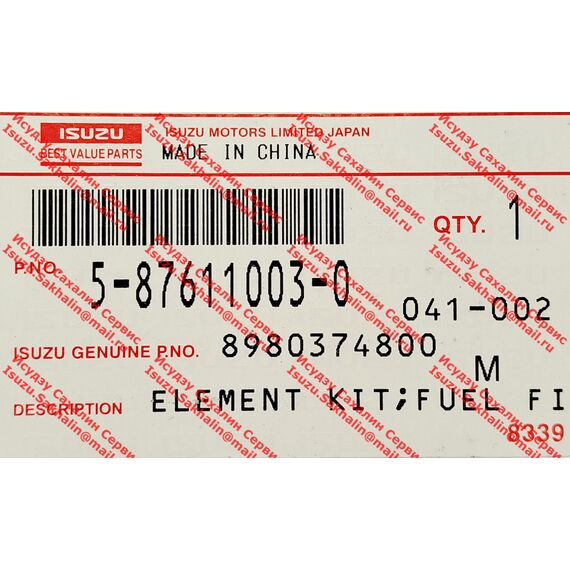 ISUZU
BEST VALUE PARTS
ISUZU MOTORS LIMITED JAPAN
MADE IN CHINA
QTY. 1
P.NO. 5-87611003-0
041-002
ISUZU GENUINE P.NO. 8980374800
M
DESCRIPTION ELEMENT KIT;FUEL FI
8339
Исудзу Сахалин Сервис
Isuzu.Sakhalin@mail.ru